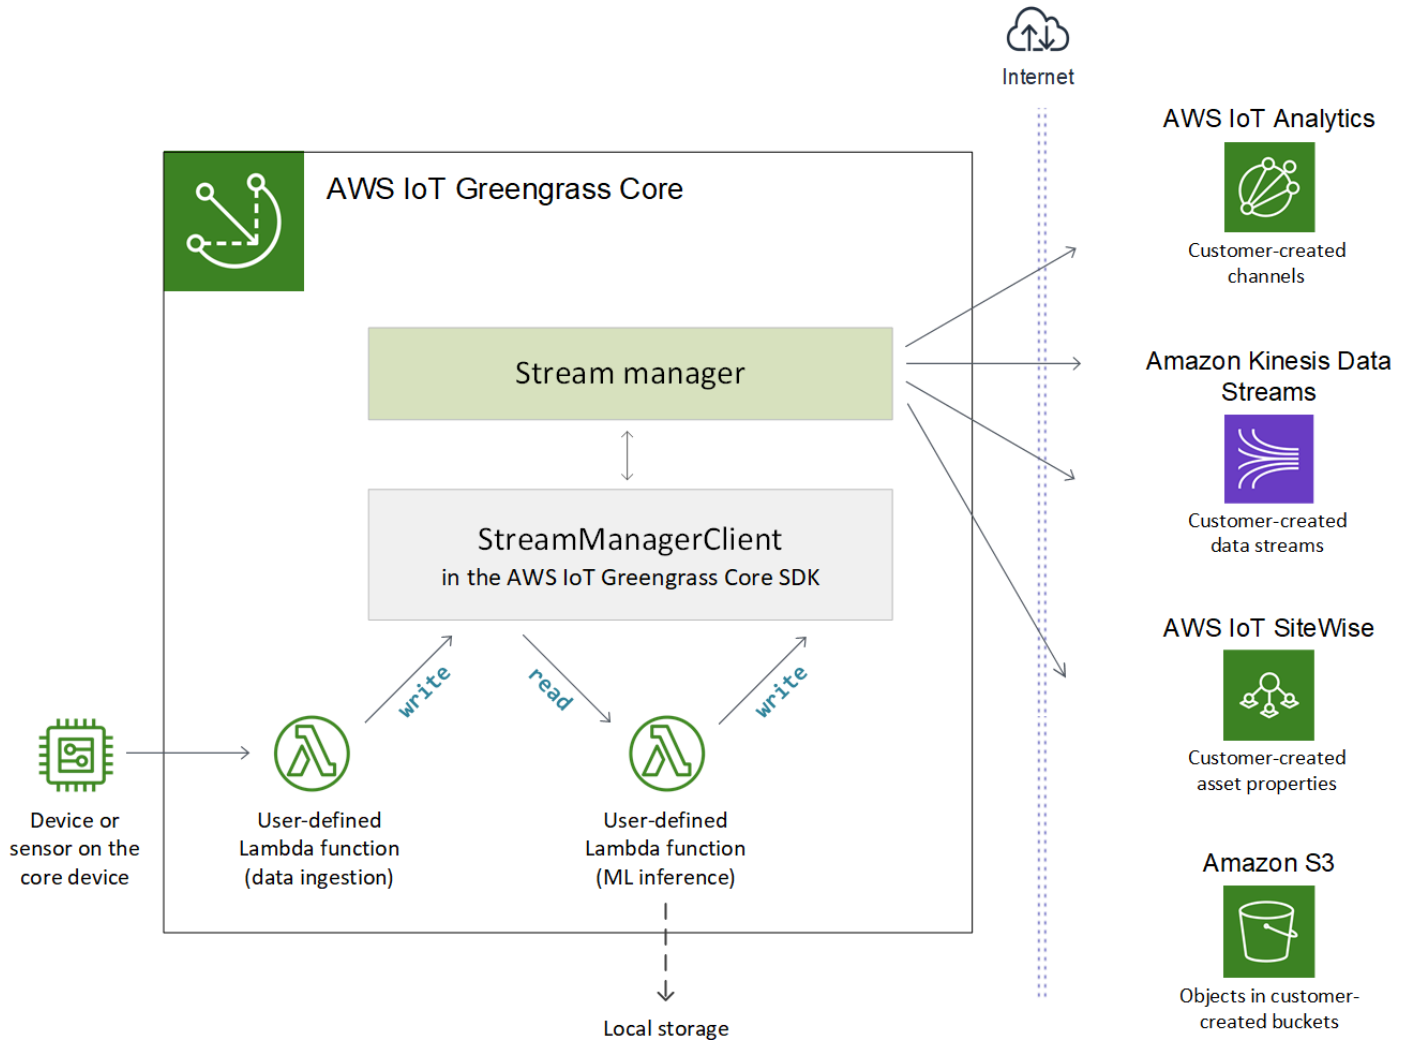 Internet
AWS IoT Analytics
Customer-created
channels
AWS IoT Greengrass Core
Stream manager
Amazon Kinesis Data
Streams
Customer-created
data streams
StreamManagerClient
in the AWS IoT Greengrass Core SDK
write
read
write
AWS IoT SiteWise
Customer-created
asset properties
Device or
sensor on the
core device
User-defined
Lambda function
(data ingestion)
User-defined
Lambda function
(ML inference)
Amazon S3
Objects in customer-
created buckets
Local storage